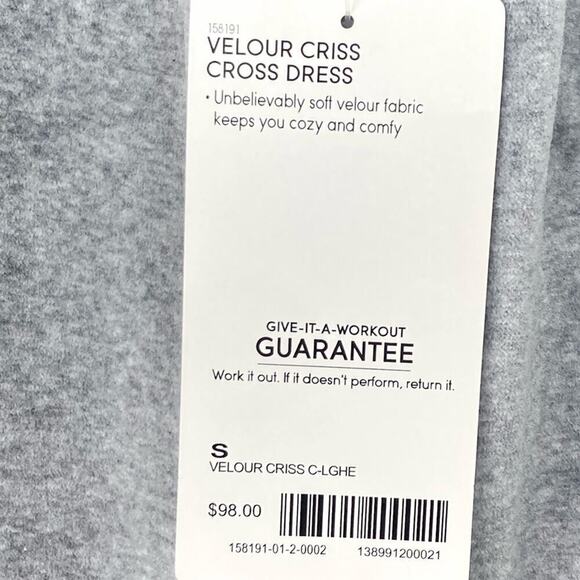 158191
VELOUR CRISS
CROSS DRESS
• Unbelievably soft velour fabric
keeps you cozy and comfy
GIVE-IT-A-WORKOUT
GUARANTEE
Work it out. If it doesn't perform, return it.
S
VELOUR CRISS C-LGHE
$98.00
158191-01-2-0002 138991200021